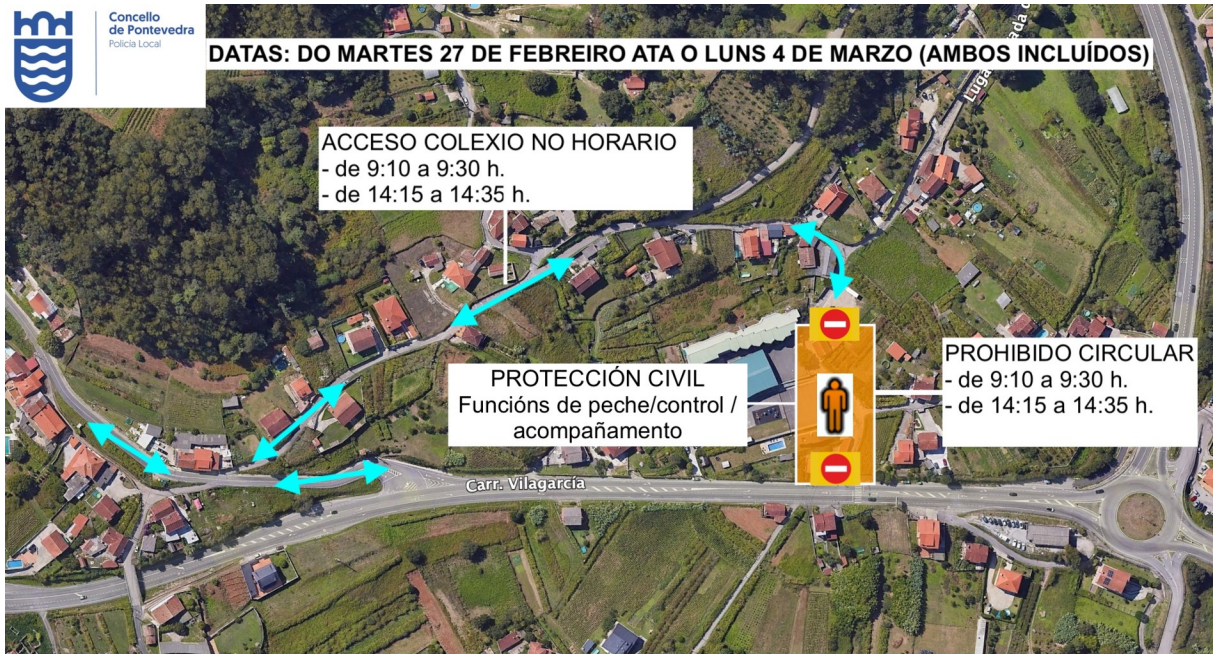 Concello
de Pontevedra
Policía Local
DATAS: DO MARTES 27 DE FEBREIRO ATA O LUNS 4 DE MARZO (AMBOS INCLUÍDOS)
ACCESO COLEXIO NO HORARIO
- de 9:10 a 9:30 h.
- de 14:15 a 14:35 h.
PROHIBIDO CIRCULAR
- de 9:10 a 9:30 h.
- de 14:15 a 14:35 h.
PROTECCIÓN CIVIL
Funcións de peche/control /
acompañamento
Carr. Vilagarcía